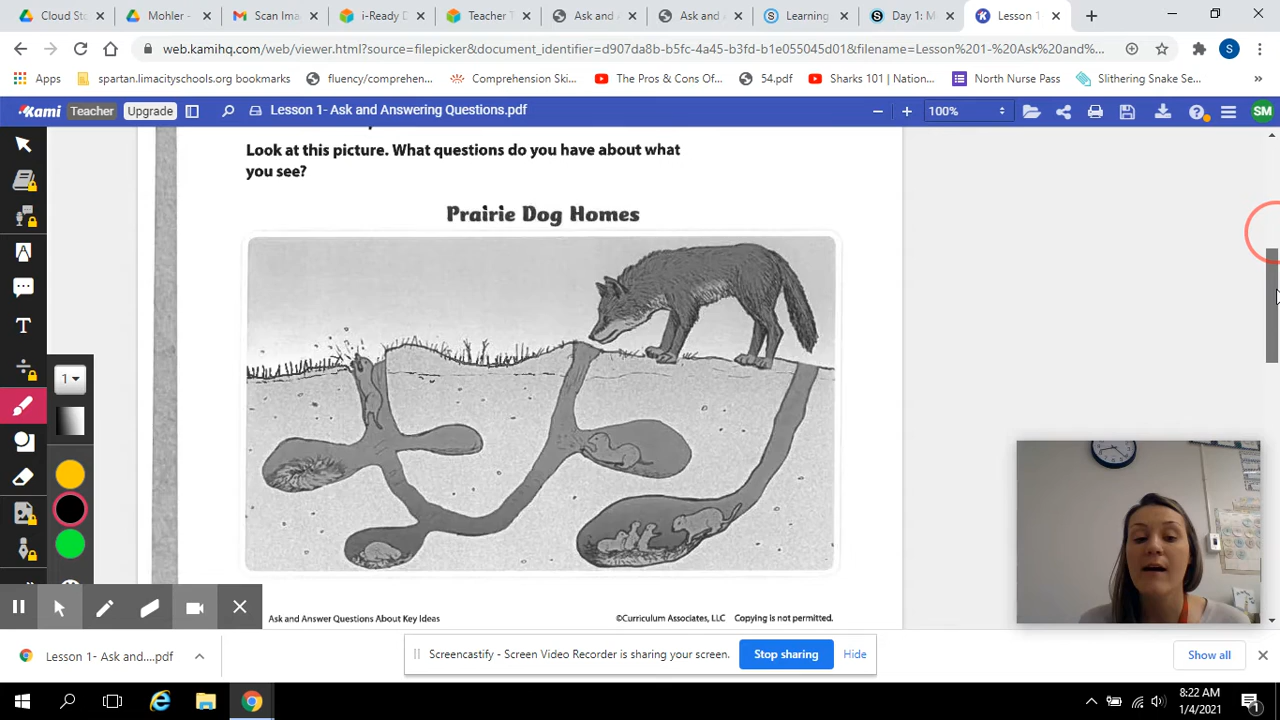 Cloud Sto
Mohler -
Scan Ima
i-Ready D
Teacher T
Ask and A
Ask and A
Learning
Day 1: M
Lesson 1
web.kamihq.com/web/viewer.html?source=filepicker&document_identifier=d907da8b-b5fc-4a45-b3fd-b1e055045d01&filename=Lesson%201-%20Ask%20and%...
S
Apps
spartan.limacityschools.org bookmarks
fluency/comprehen...
Comprehension Skil...
The Pros & Cons Of...
54.pdf
Sharks 101 | Nation...
North Nurse Pass
Slithering Snake Se...
»
Kami
Teacher
Upgrade
Lesson 1- Ask and Answering Questions.pdf
100%
SM
Look at this picture. What questions do you have about what
you see?
Prairie Dog Homes
1
Ask and Answer Questions About Key Ideas
©Curriculum Associates, LLC Copying is not permitted.
Lesson 1- Ask and....pdf
Screencastify - Screen Video Recorder is sharing your screen.
Stop sharing
Hide
Show all
8:22 AM
1/4/2021
1